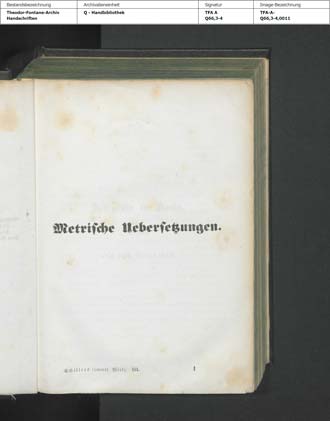 Bestandsbezeichnung
Theodor-Fontane-Archiv
Handschriften
Archivalieneinheit
Q - Handbibliothek
Signatur
TFA A
Q66,3-4
Image-Bezeichnung
TFA-A-
Q66,3-4,0011
Metrische Uebersetzungen.
Schillers sämmtl. Werke. III. 1